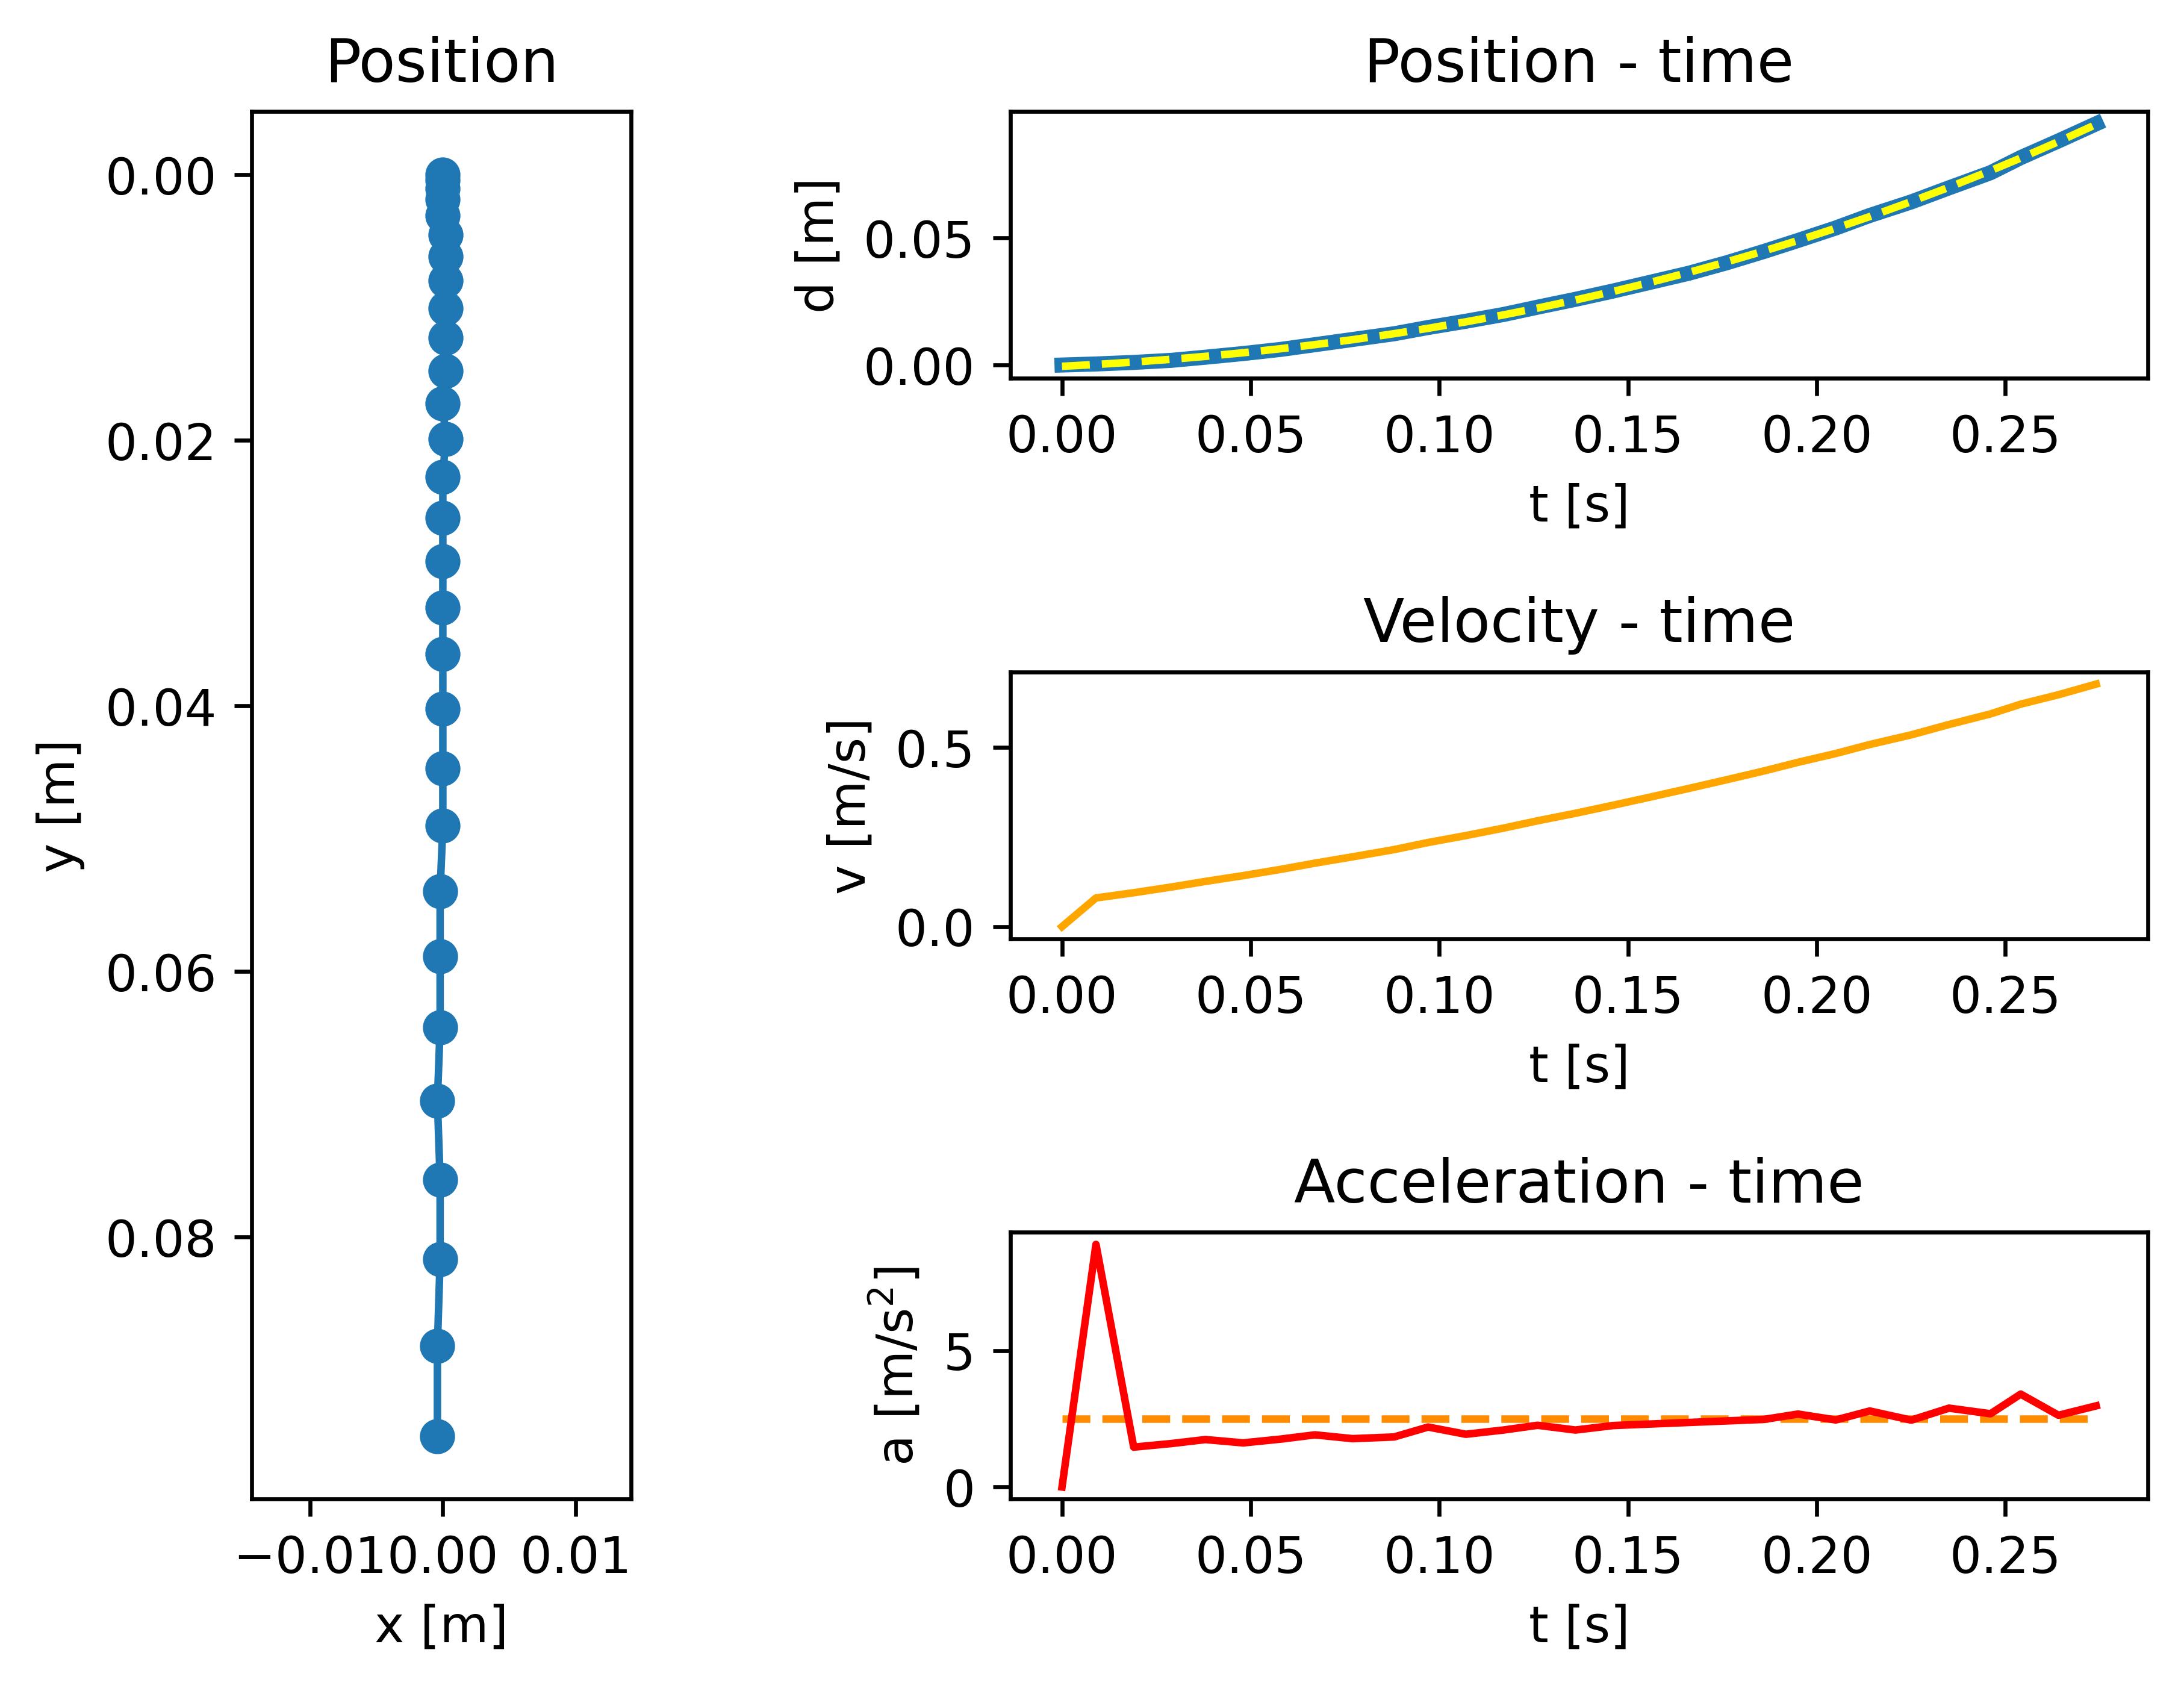 Position
0.00
0.02
0.04
0.06
0.08
y [m]
−0.01 0.00 0.01
x [m]
Position - time
0.05
0.00
d [m]
0.00 0.05 0.10 0.15 0.20 0.25
t [s]
Velocity - time
0.5
0.0
v [m/s]
0.00 0.05 0.10 0.15 0.20 0.25
t [s]
Acceleration - time
5
0
a [m/s²]
0.00 0.05 0.10 0.15 0.20 0.25
t [s]